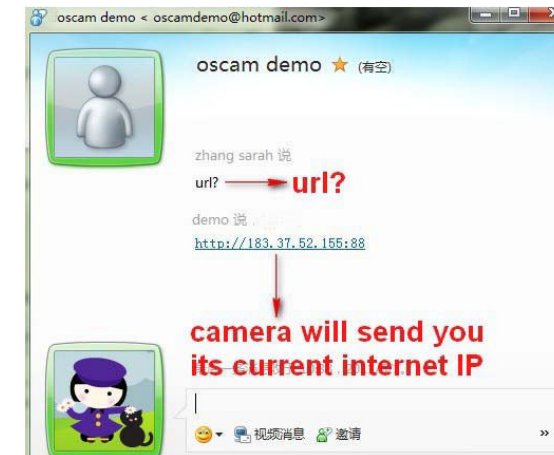 oscam demo < oscamdemo@hotmail.com>
oscam demo (有空)
zhang sarah 说
url? url?
demo 说
http://183.37.52.155:88
camera will send you
its current internet IP
视频消息 邀请 »